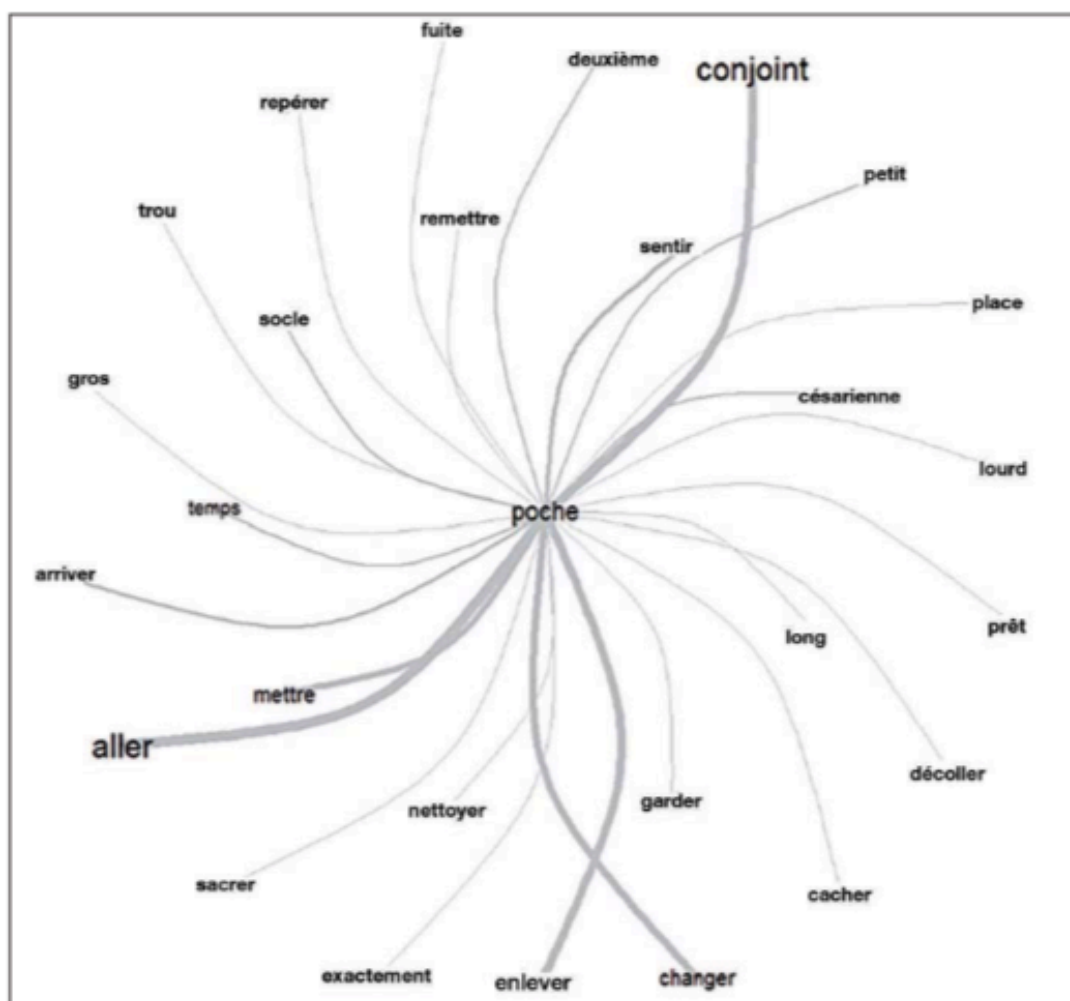 fuite
deuxième
conjoint
repérer
petit
trou
remettre
sentir
place
socle
gros
césarienne
lourd
temps
poche
arriver
prêt
long
mettre
aller
décoller
garder
nettoyer
sacrer
cacher
exactement
enlever
changer